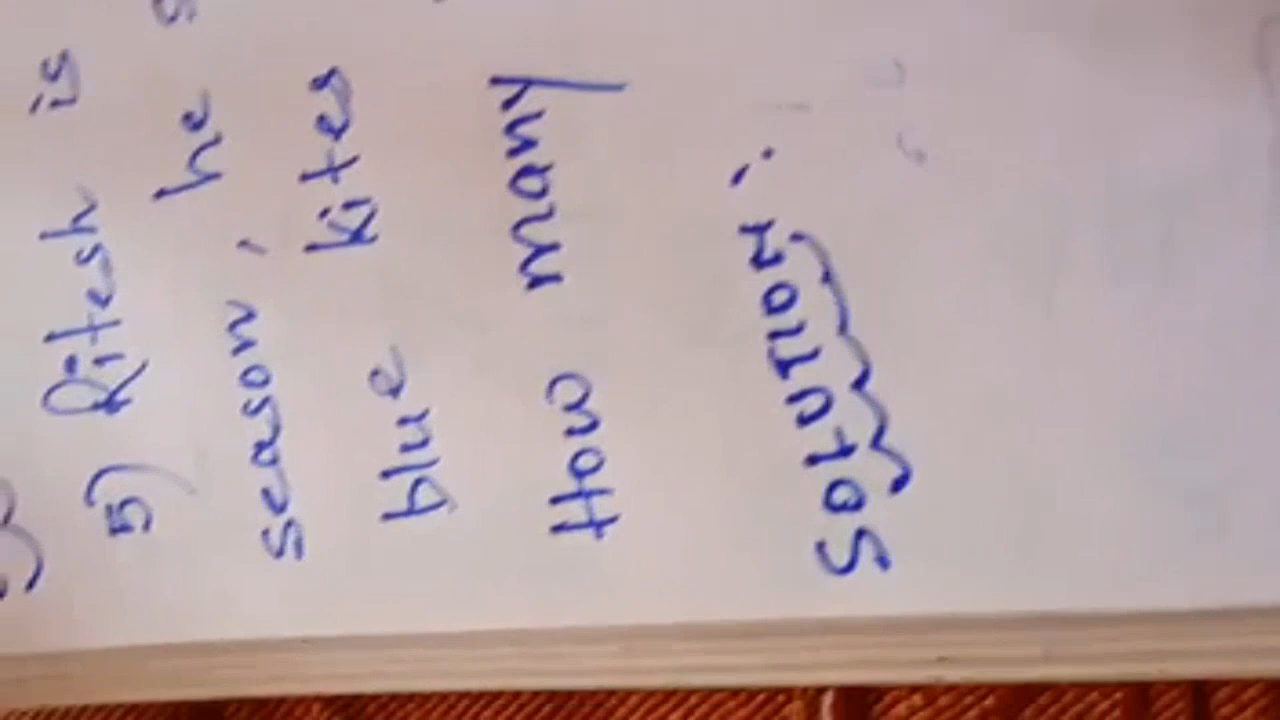 5) Ritesh is
season, he s
blue kites
How many
SOLUTION :